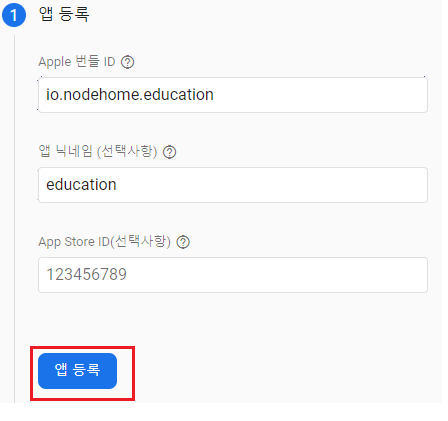 1 앱 등록
Apple 번들 ID ?
io.nodehome.education
앱 닉네임 (선택사항) ?
education
App Store ID(선택사항) ?
123456789
앱 등록